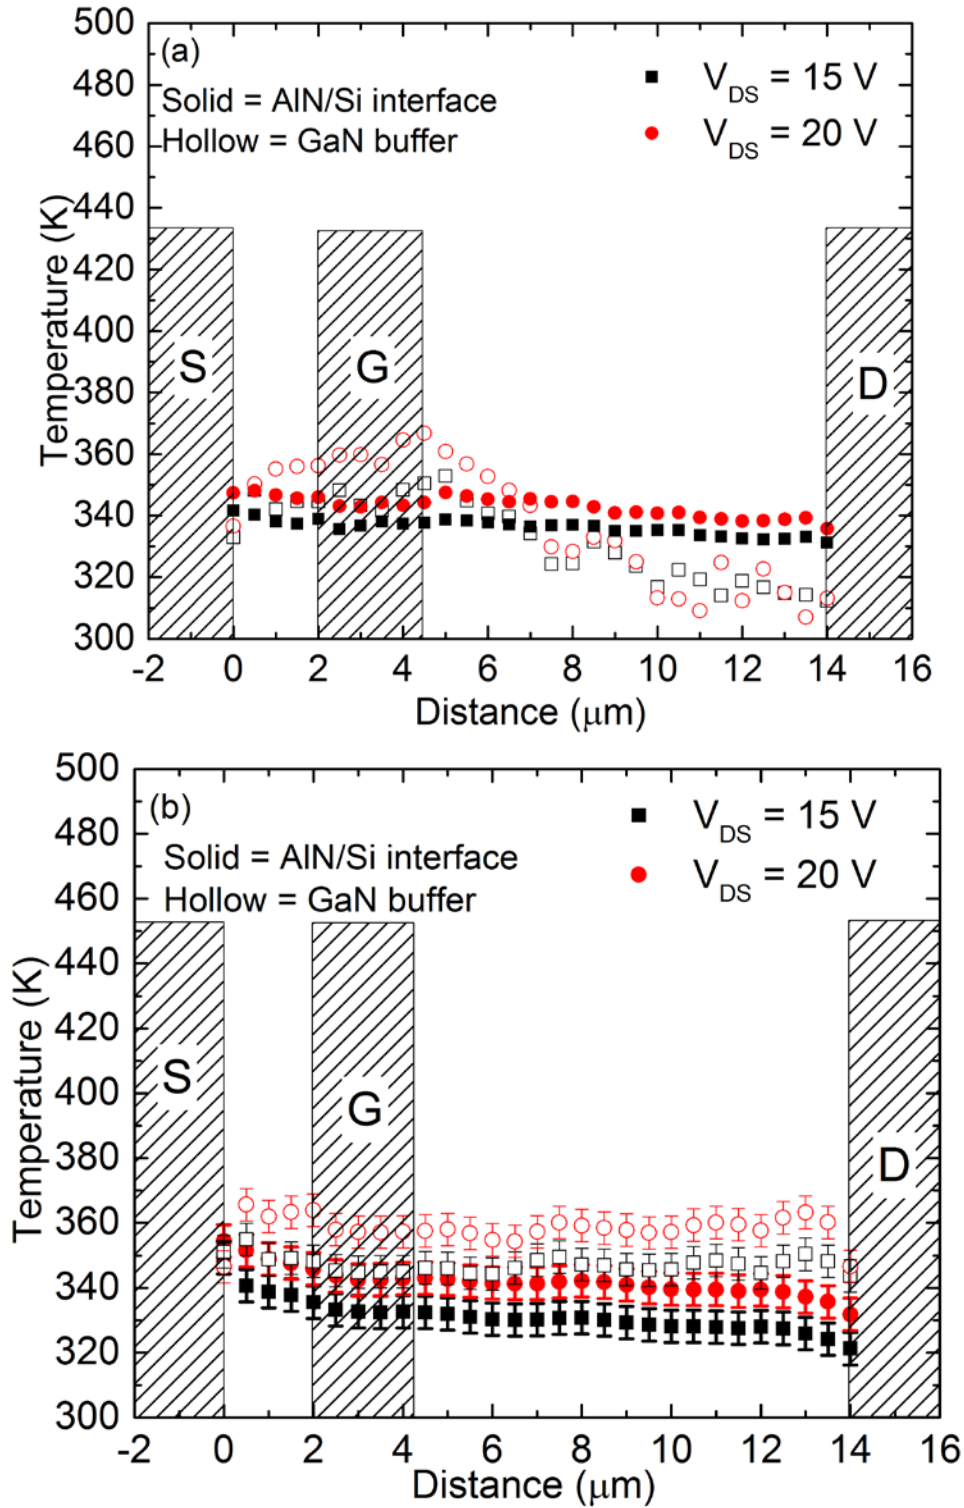 500
(a)
V_DS = 15 V
480
Solid = AlN/Si interface
460
V_DS = 20 V
Hollow = GaN buffer
440
420
400
S
G
D
380
360
340
320
300
Temperature (K)
-2 0 2 4 6 8 10 12 14 16
Distance (μm)
500
(b)
V_DS = 15 V
480
Solid = AlN/Si interface
V_DS = 20 V
460
Hollow = GaN buffer
440
420
400
S
G
D
380
360
340
320
300
Temperature (K)
-2 0 2 4 6 8 10 12 14 16
Distance (μm)